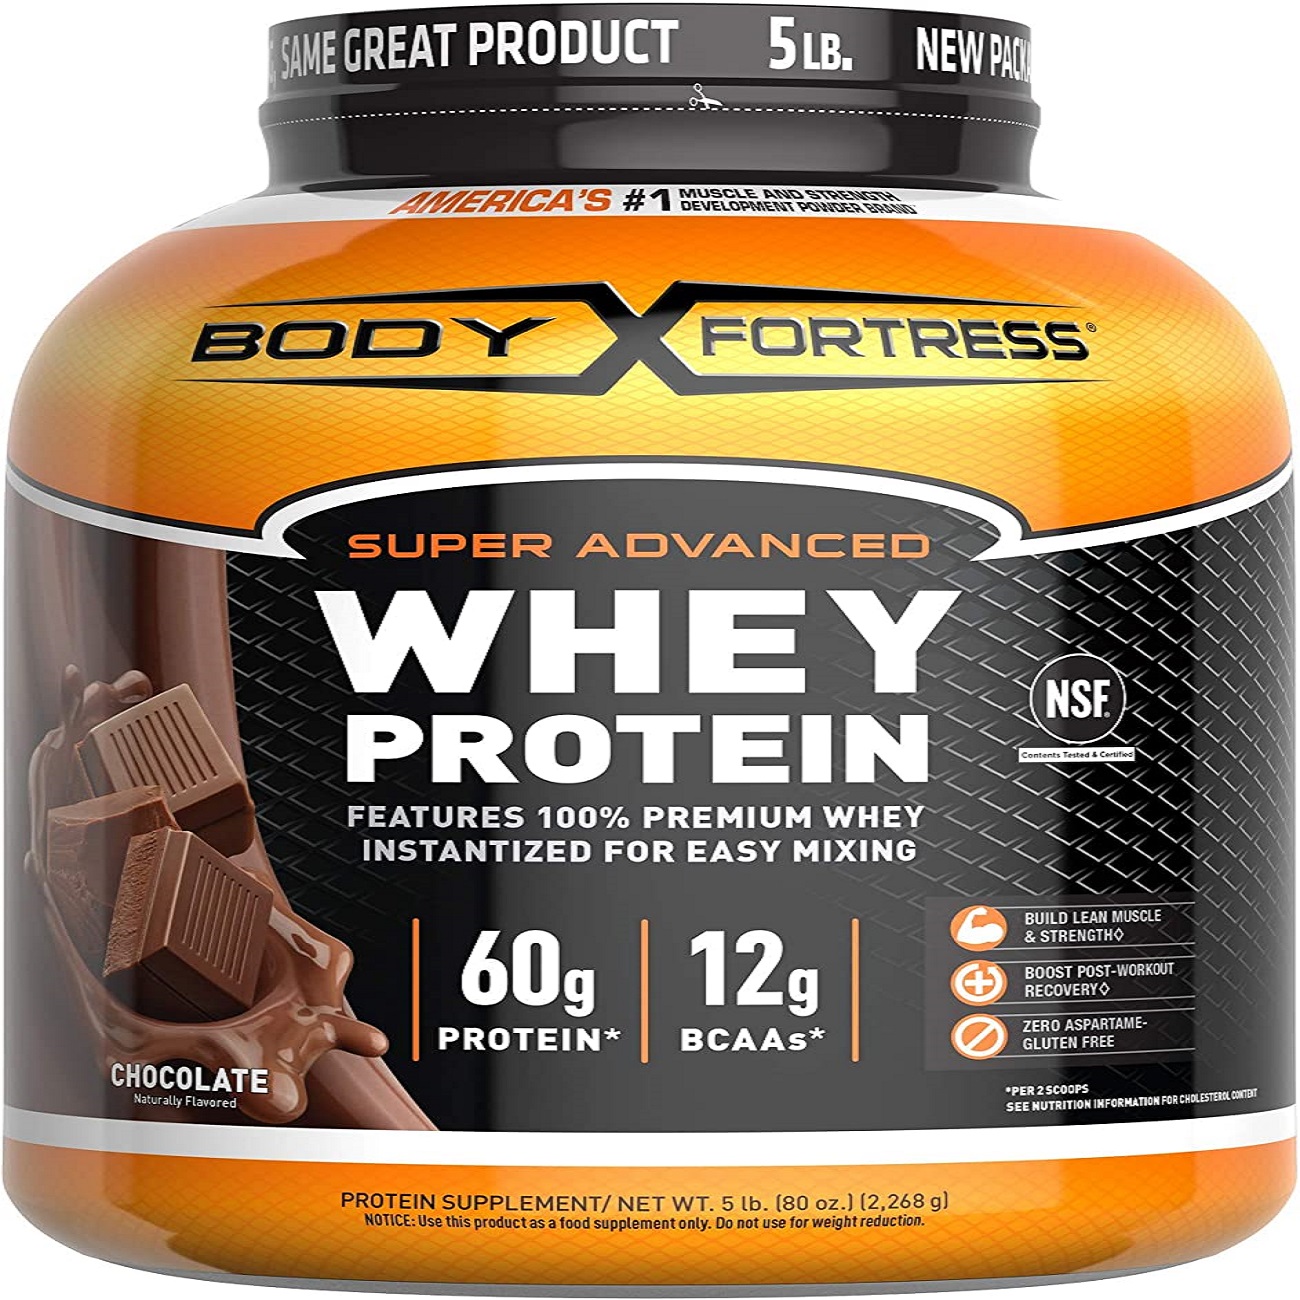 SAME GREAT PRODUCT 5 LB. NEW
AMERICA'S #1 MUSCLE AND STRENGTH
DEVELOPMENT POWDER BRAND
BODY X FORTRESS®
SUPER ADVANCED
WHEY
PROTEIN
FEATURES 100% PREMIUM WHEY
INSTANTIZED FOR EASY MIXING
NSF®
Contents Tested & Certified
60g
PROTEIN*
12g
BCAAs*
BUILD LEAN MUSCLE
& STRENGTH◊
BOOST POST-WORKOUT
RECOVERY◊
ZERO ASPARTAME-
GLUTEN FREE
CHOCOLATE
Naturally Flavored
*PER 2 SCOOPS
SEE NUTRITION INFORMATION FOR CHOLESTEROL CONTENT
PROTEIN SUPPLEMENT/ NET WT. 5 lb. (80 oz.) (2,268 g)
NOTICE: Use this product as a food supplement only. Do not use for weight reduction.